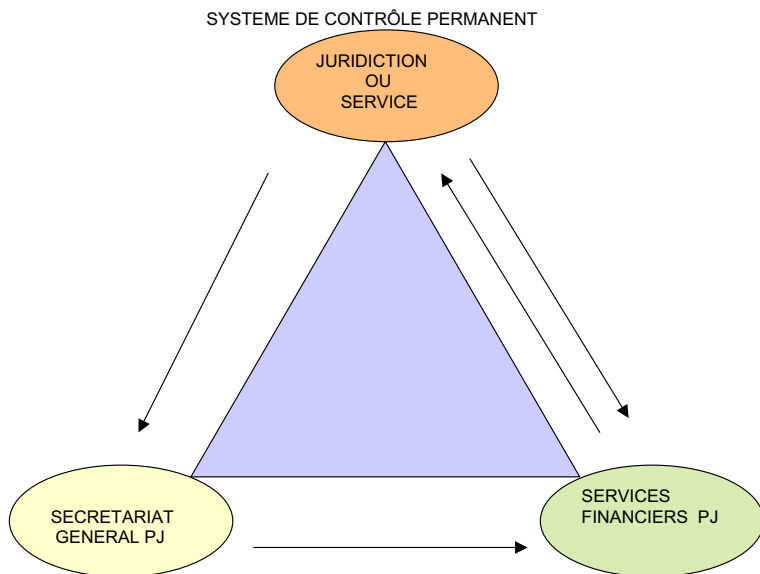 SYSTEME DE CONTRÔLE PERMANENT
JURIDICTION
OU
SERVICE
SECRETARIAT
GENERAL PJ
SERVICES
FINANCIERS PJ